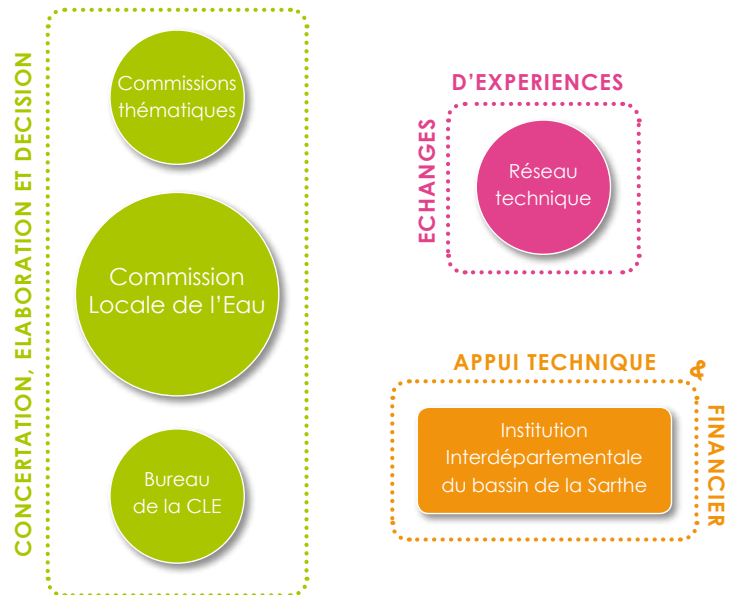 CONCERTATION, ELABORATION ET DECISION
Commissions
thématiques
Commission
Locale de l'Eau
Bureau
de la CLE
ECHANGES
D'EXPERIENCES
Réseau
technique
APPUI TECHNIQUE
&
FINANCIER
Institution
Interdépartementale
du bassin de la Sarthe